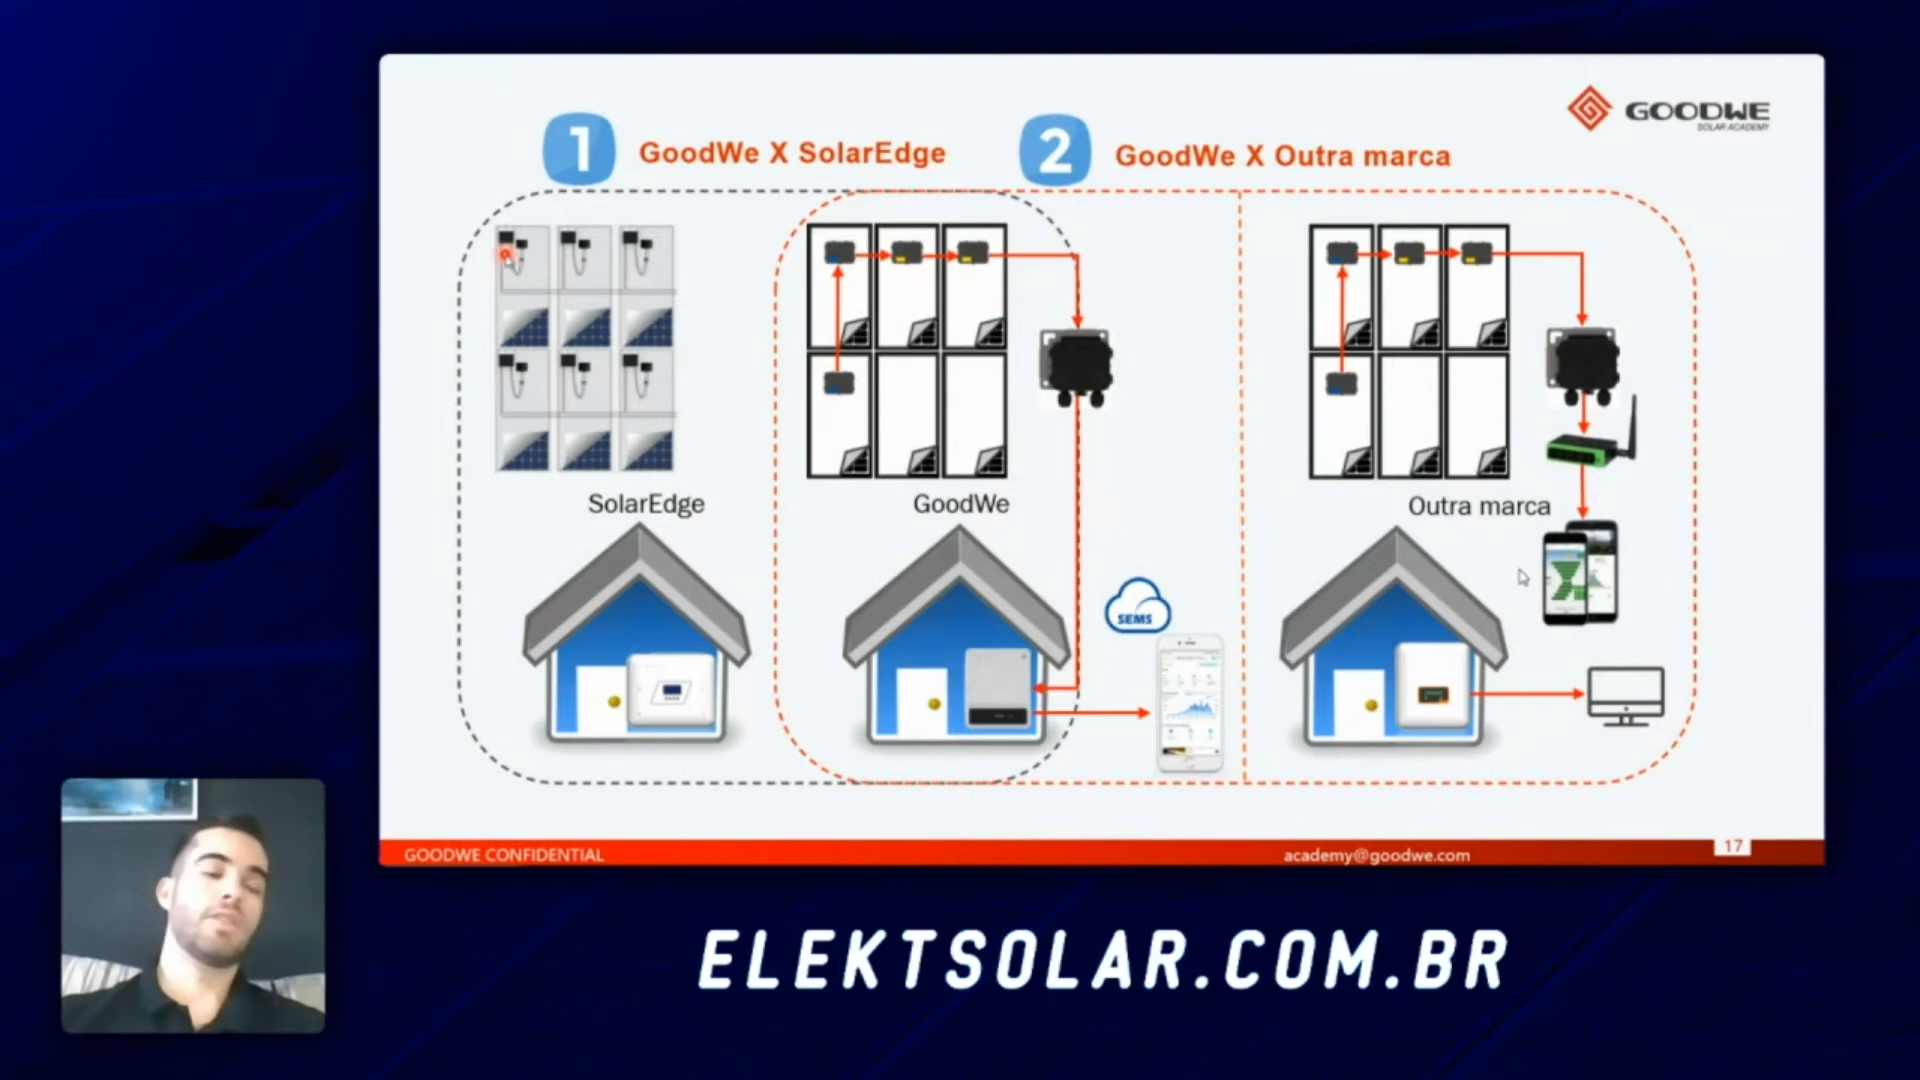 GOODWE
SOLAR ACADEMY
1 GoodWe X SolarEdge
2 GoodWe X Outra marca
SolarEdge
GoodWe
Outra marca
SEMS
GOODWE CONFIDENTIAL
academy@goodwe.com
17
ELEKTSOLAR.COM.BR